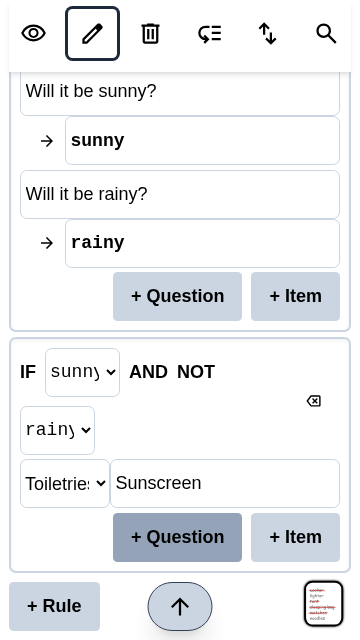 Will it be sunny?
→ sunny
Will it be rainy?
→ rainy
+ Question + Item
IF sunny AND NOT
rainy
Toiletries Sunscreen
+ Question + Item
+ Rule